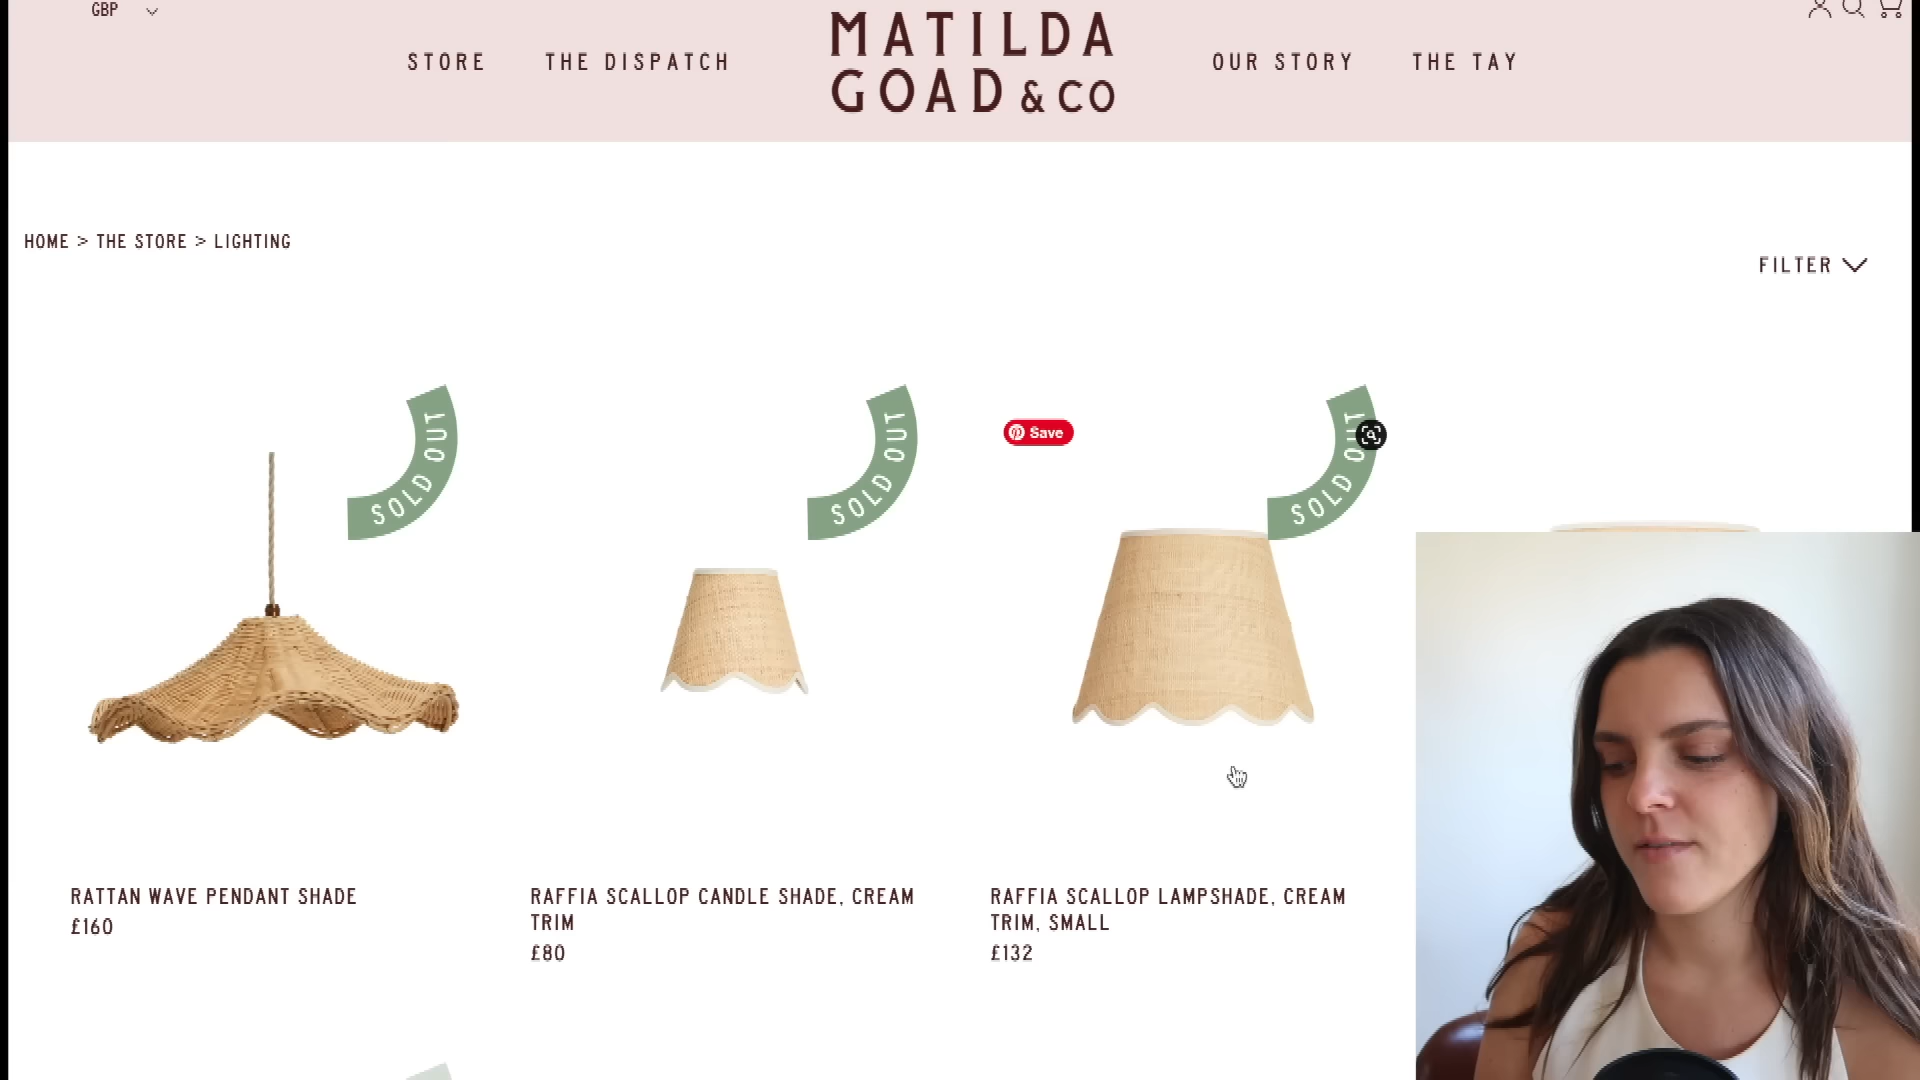 GBP
STORE
THE DISPATCH
MATILDA
GOAD & CO
OUR STORY
THE TAY
HOME > THE STORE > LIGHTING
FILTER
SOLD OUT
SOLD OUT
Save
SOLD OUT
RATTAN WAVE PENDANT SHADE
£160
RAFFIA SCALLOP CANDLE SHADE, CREAM
TRIM
£80
RAFFIA SCALLOP LAMPSHADE, CREAM
TRIM, SMALL
£132